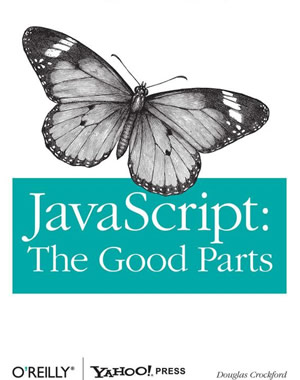 JavaScript:
The Good Parts
O'REILLY® YAHOO! PRESS Douglas Crockford